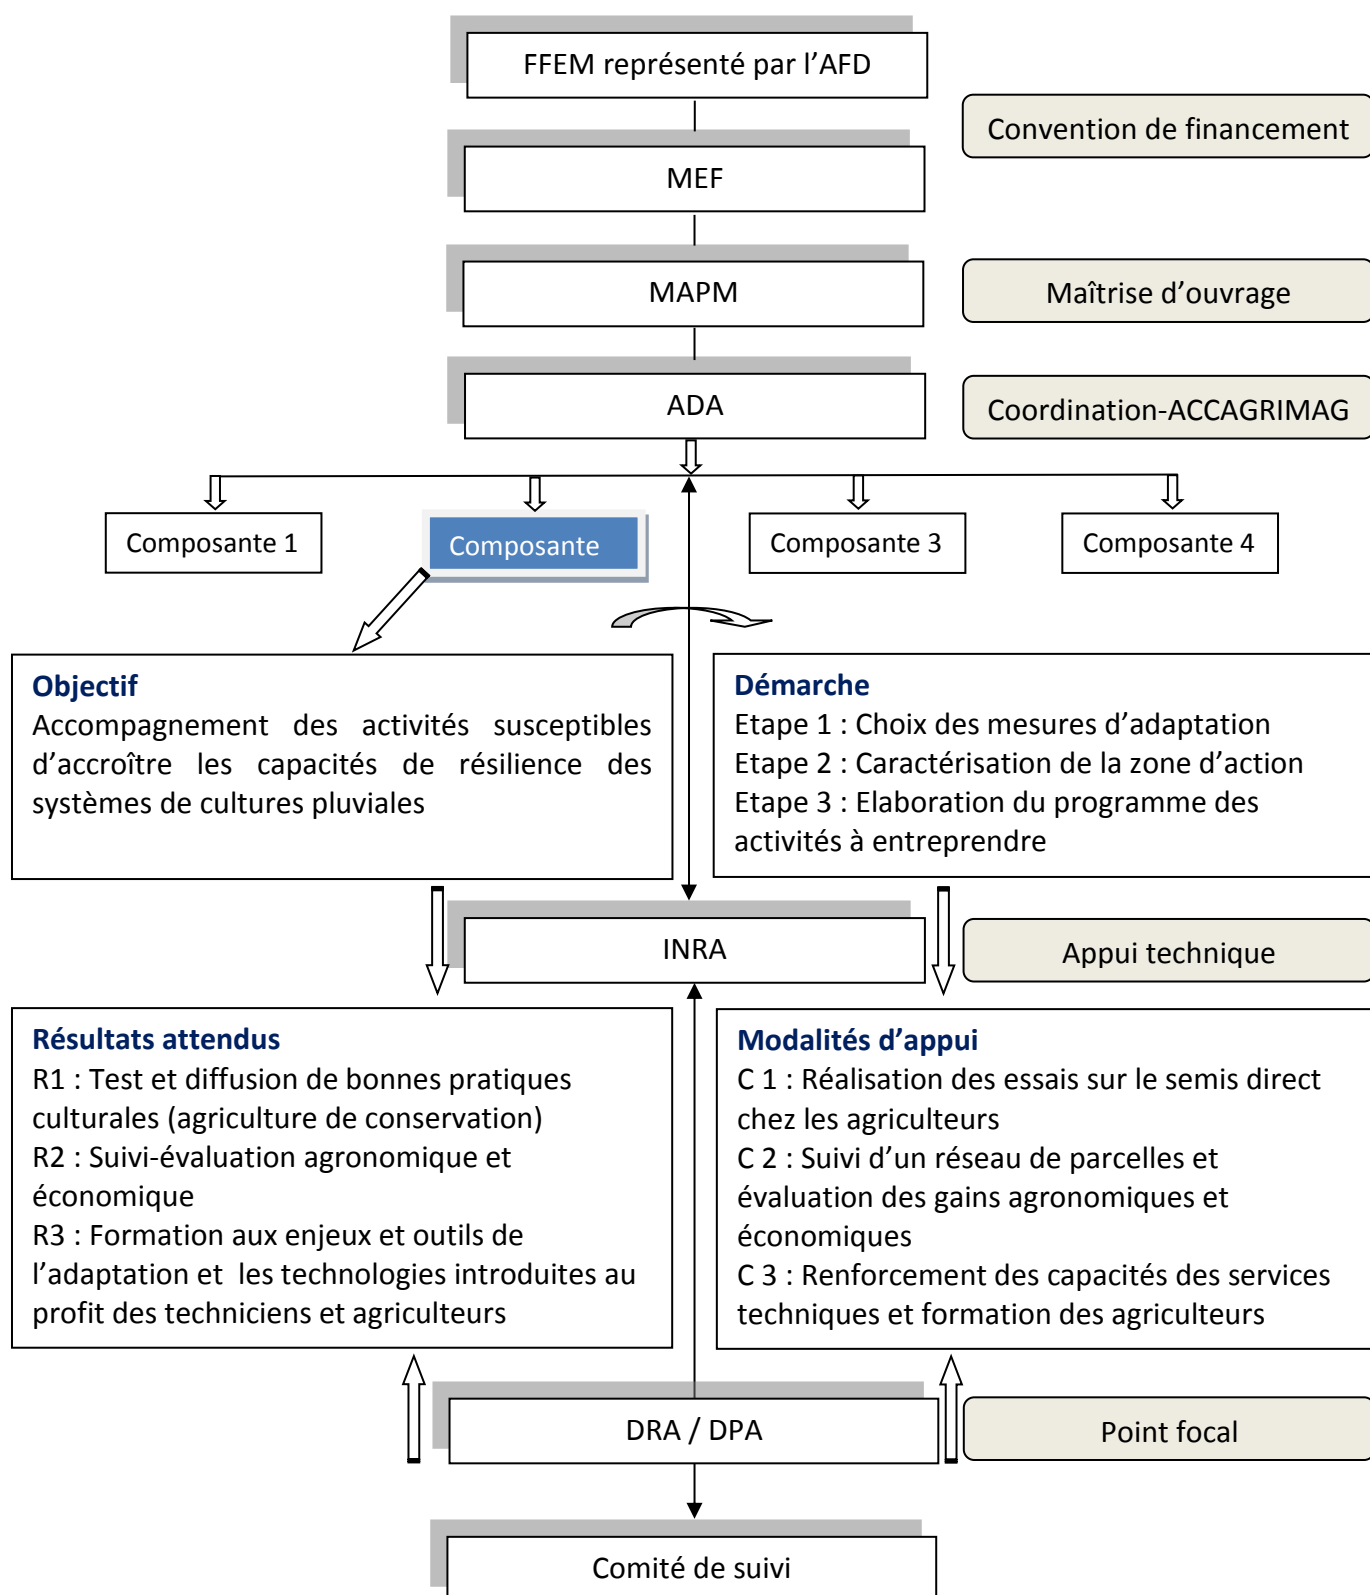 FFEM représenté par l’AFD
Convention de financement
MEF
MAPM
Maîtrise d’ouvrage
ADA
Coordination-ACCAGRIMAG
Composante 1
Composante
Composante 3
Composante 4
Objectif
Accompagnement des activités susceptibles
d’accroître les capacités de résilience des
systèmes de cultures pluviales
Démarche
Etape 1 : Choix des mesures d’adaptation
Etape 2 : Caractérisation de la zone d’action
Etape 3 : Elaboration du programme des
activités à entreprendre
INRA
Appui technique
Résultats attendus
R1 : Test et diffusion de bonnes pratiques
culturales (agriculture de conservation)
R2 : Suivi-évaluation agronomique et
économique
R3 : Formation aux enjeux et outils de
l’adaptation et les technologies introduites au
profit des techniciens et agriculteurs
Modalités d’appui
C 1 : Réalisation des essais sur le semis direct
chez les agriculteurs
C 2 : Suivi d’un réseau de parcelles et
évaluation des gains agronomiques et
économiques
C 3 : Renforcement des capacités des services
techniques et formation des agriculteurs
DRA / DPA
Point focal
Comité de suivi